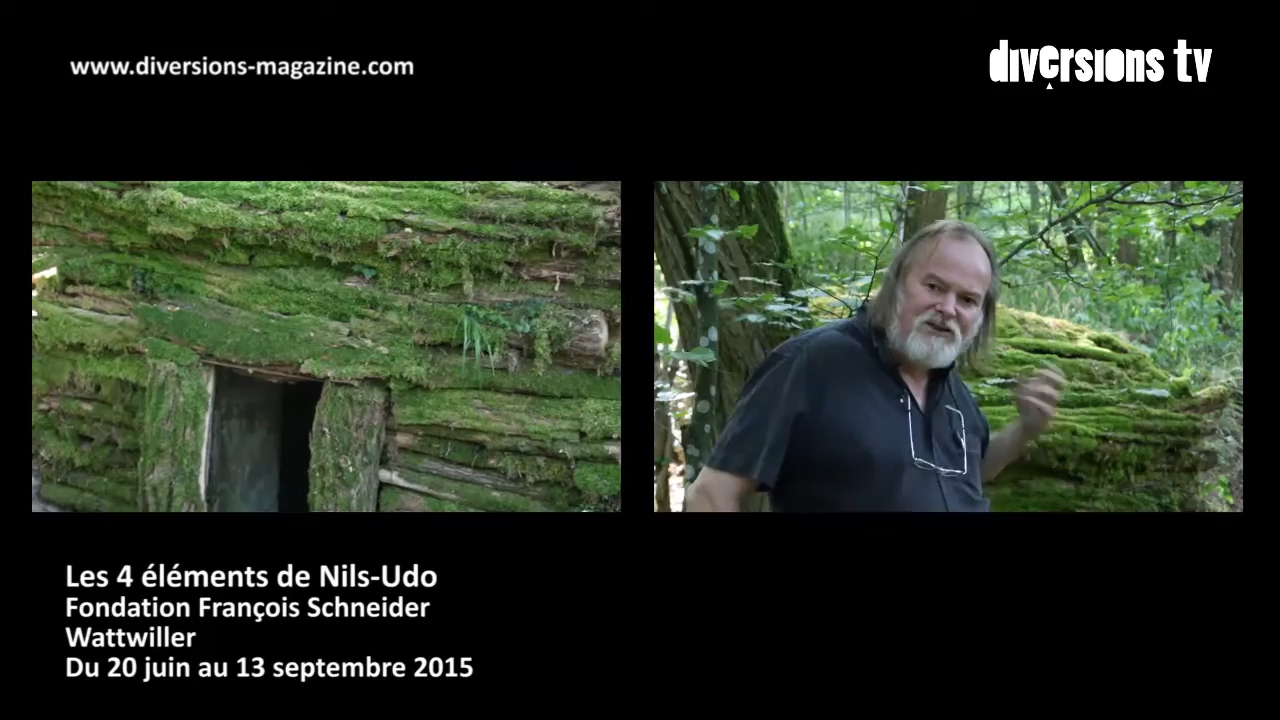 www.diversions-magazine.com
diversions tv
Les 4 éléments de Nils-Udo
Fondation François Schneider
Wattwiller
Du 20 juin au 13 septembre 2015